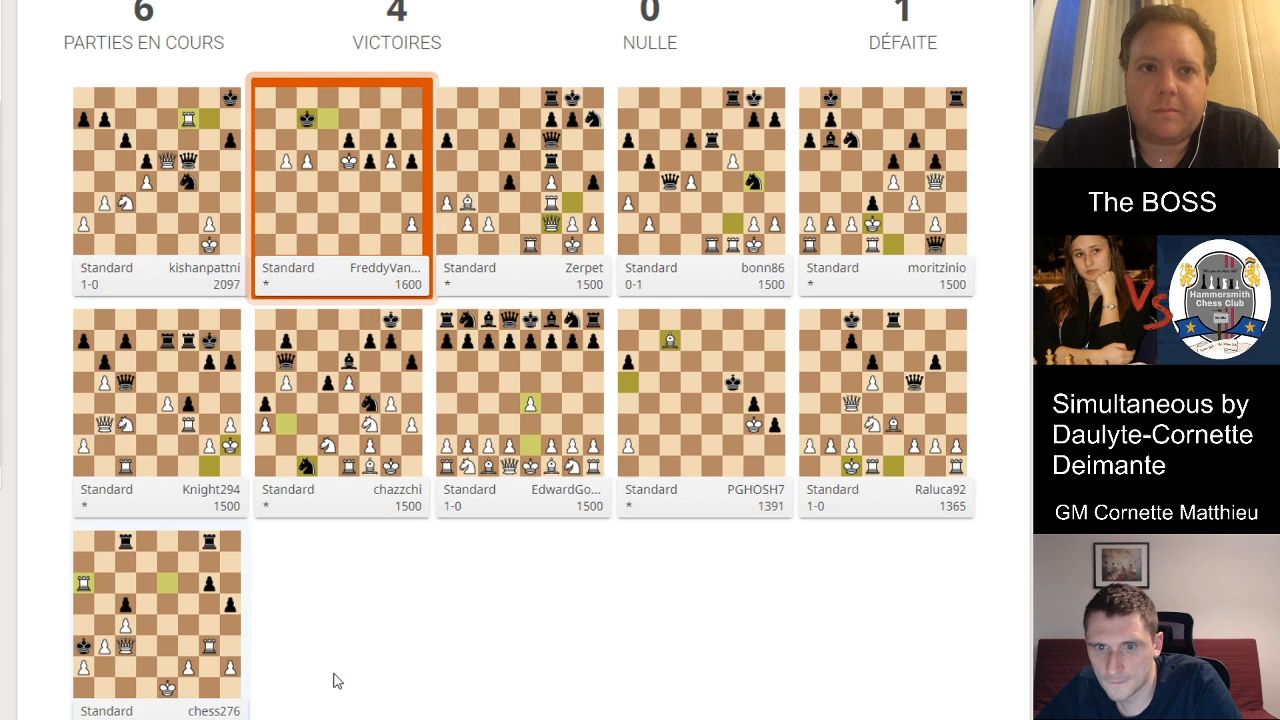 6 4 0 1
PARTIES EN COURS VICTOIRES NULLE DÉFAITE
Standard kishanpattni
1-0 2097
Standard FreddyVan...
* 1600
Standard Zerpet
* 1500
Standard bonn86
0-1 1500
Standard moritzinio
* 1500
Standard Knight294
* 1500
Standard chazzchi
* 1500
Standard EdwardGo...
1-0 1500
Standard PGHOSH7
* 1391
Standard Raluca92
1-0 1365
Standard chess276
The BOSS
Vs
Hammersmith
Chess Club
Simultaneous by
Daulyte-Cornette
Deimante
GM Cornette Matthieu